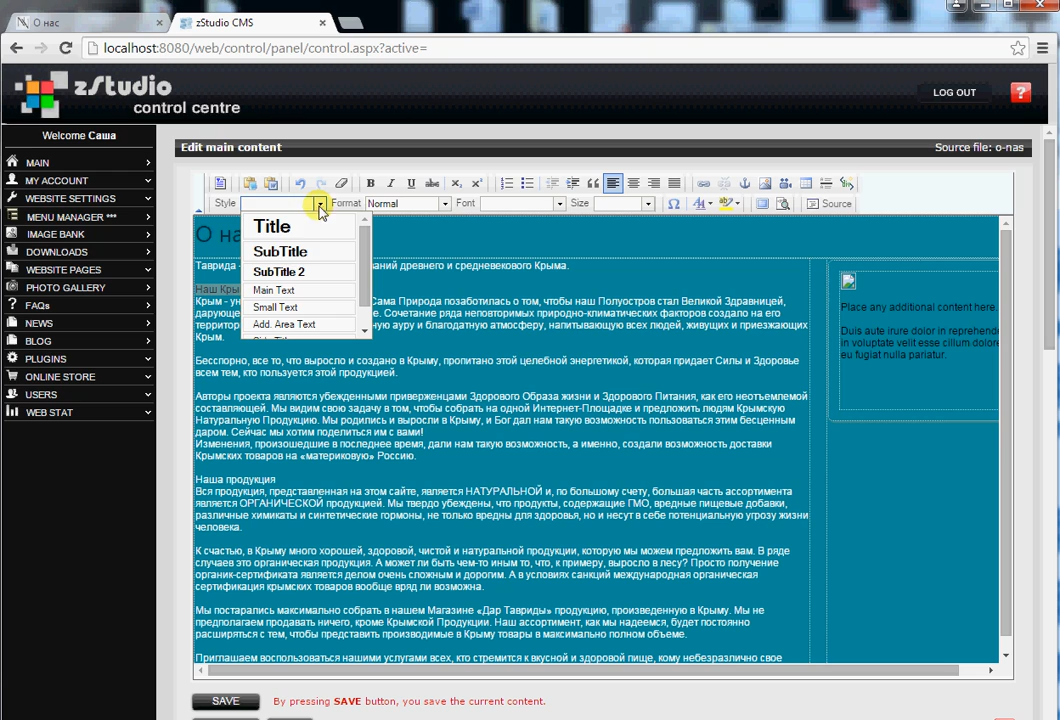 О нас
zStudio CMS
localhost:8080/web/control/panel/control.aspx?active=
zStudio
control centre
LOG OUT
?
Welcome Саша
MAIN
MY ACCOUNT
WEBSITE SETTINGS
MENU MANAGER ***
IMAGE BANK
DOWNLOADS
WEBSITE PAGES
PHOTO GALLERY
FAQs
NEWS
BLOG
PLUGINS
ONLINE STORE
USERS
WEB STAT
Edit main content
Source file: o-nas
Style Format Normal Font Size Source
Title
SubTitle
SubTitle 2
Main Text
Small Text
Add. Area Text
О на
Таврида - ваний древнего и средневекового Крыма.
Наш Кры
Крым - ун Сама Природа позаботилась о том, чтобы наш Полуостров стал Великой Здравницей,
дарующе е. Сочетание ряда неповторимых природно-климатических факторов создало на его
территор ную ауру и благодатную атмосферу, напитывающую всех людей, живущих и приезжающих
Крым.
Бесспорно, все то, что выросло и создано в Крыму, пропитано этой целебной энергетикой, которая придает Силы и Здоровье
всем тем, кто пользуется этой продукцией.
Авторы проекта являются убежденными приверженцами Здорового Образа жизни и Здорового Питания, как его неотъемлемой
составляющей. Мы видим свою задачу в том, чтобы собрать на одной Интернет-Площадке и предложить людям Крымскую
Натуральную Продукцию. Мы родились и выросли в Крыму, и Бог дал нам такую возможность пользоваться этим бесценным
даром. Сейчас мы хотим поделиться им с вами!
Изменения, произошедшие в последнее время, дали нам такую возможность, а именно, создали возможность доставки
Крымских товаров на «материковую» Россию.
Наша продукция
Вся продукция, представленная на этом сайте, является НАТУРАЛЬНОЙ и, по большому счету, большая часть ассортимента
является ОРГАНИЧЕСКОЙ продукцией. Мы твердо убеждены, что продукты, содержащие ГМО, вредные пищевые добавки,
различные химикаты и синтетические гормоны, не только вредны для здоровья, но и несут в себе потенциальную угрозу жизни
человека.
К счастью, в Крыму много хорошей, здоровой, чистой и натуральной продукции, которую мы можем предложить вам. В ряде
случаев это органическая продукция. А может ли быть чем-то иным то, что, к примеру, выросло в лесу? Просто получение
органик-сертификата является делом очень сложным и дорогим. А в условиях санкций международная органическая
сертификация крымских товаров вообще вряд ли возможна.
Мы постарались максимально собрать в нашем Магазине «Дар Тавриды» продукцию, произведенную в Крыму. Мы не
предполагаем продавать ничего, кроме Крымской Продукции. Наш ассортимент, как мы надеемся, будет постоянно
расширяться с тем, чтобы представить производимые в Крыму товары в максимально полном объеме.
Приглашаем воспользоваться нашими услугами всех, кто стремится к вкусной и здоровой пище, кому небезразлично свое
Place any additional content here.
Duis aute irure dolor in reprehende
in voluptate velit esse cillum dolore
eu fugiat nulla pariatur.
SAVE
By pressing SAVE button, you save the current content.